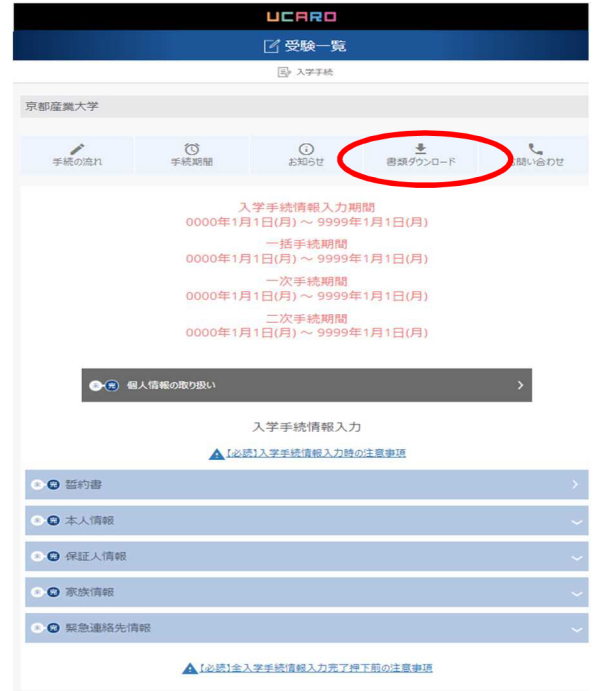 UCARO
受験一覧
入学手続
京都産業大学
手続の流れ
手続期間
お知らせ
書類ダウンロード
お問い合わせ
入学手続情報入力期間
0000年1月1日(月) ～ 9999年1月1日(月)
一括手続期間
0000年1月1日(月) ～ 9999年1月1日(月)
一次手続期間
0000年1月1日(月) ～ 9999年1月1日(月)
二次手続期間
0000年1月1日(月) ～ 9999年1月1日(月)
完 個人情報の取り扱い
入学手続情報入力
【必読】入学手続情報入力時の注意事項
完 誓約書
完 本人情報
完 保証人情報
完 家族情報
完 緊急連絡先情報
【必読】全入学手続情報入力完了押下前の注意事項